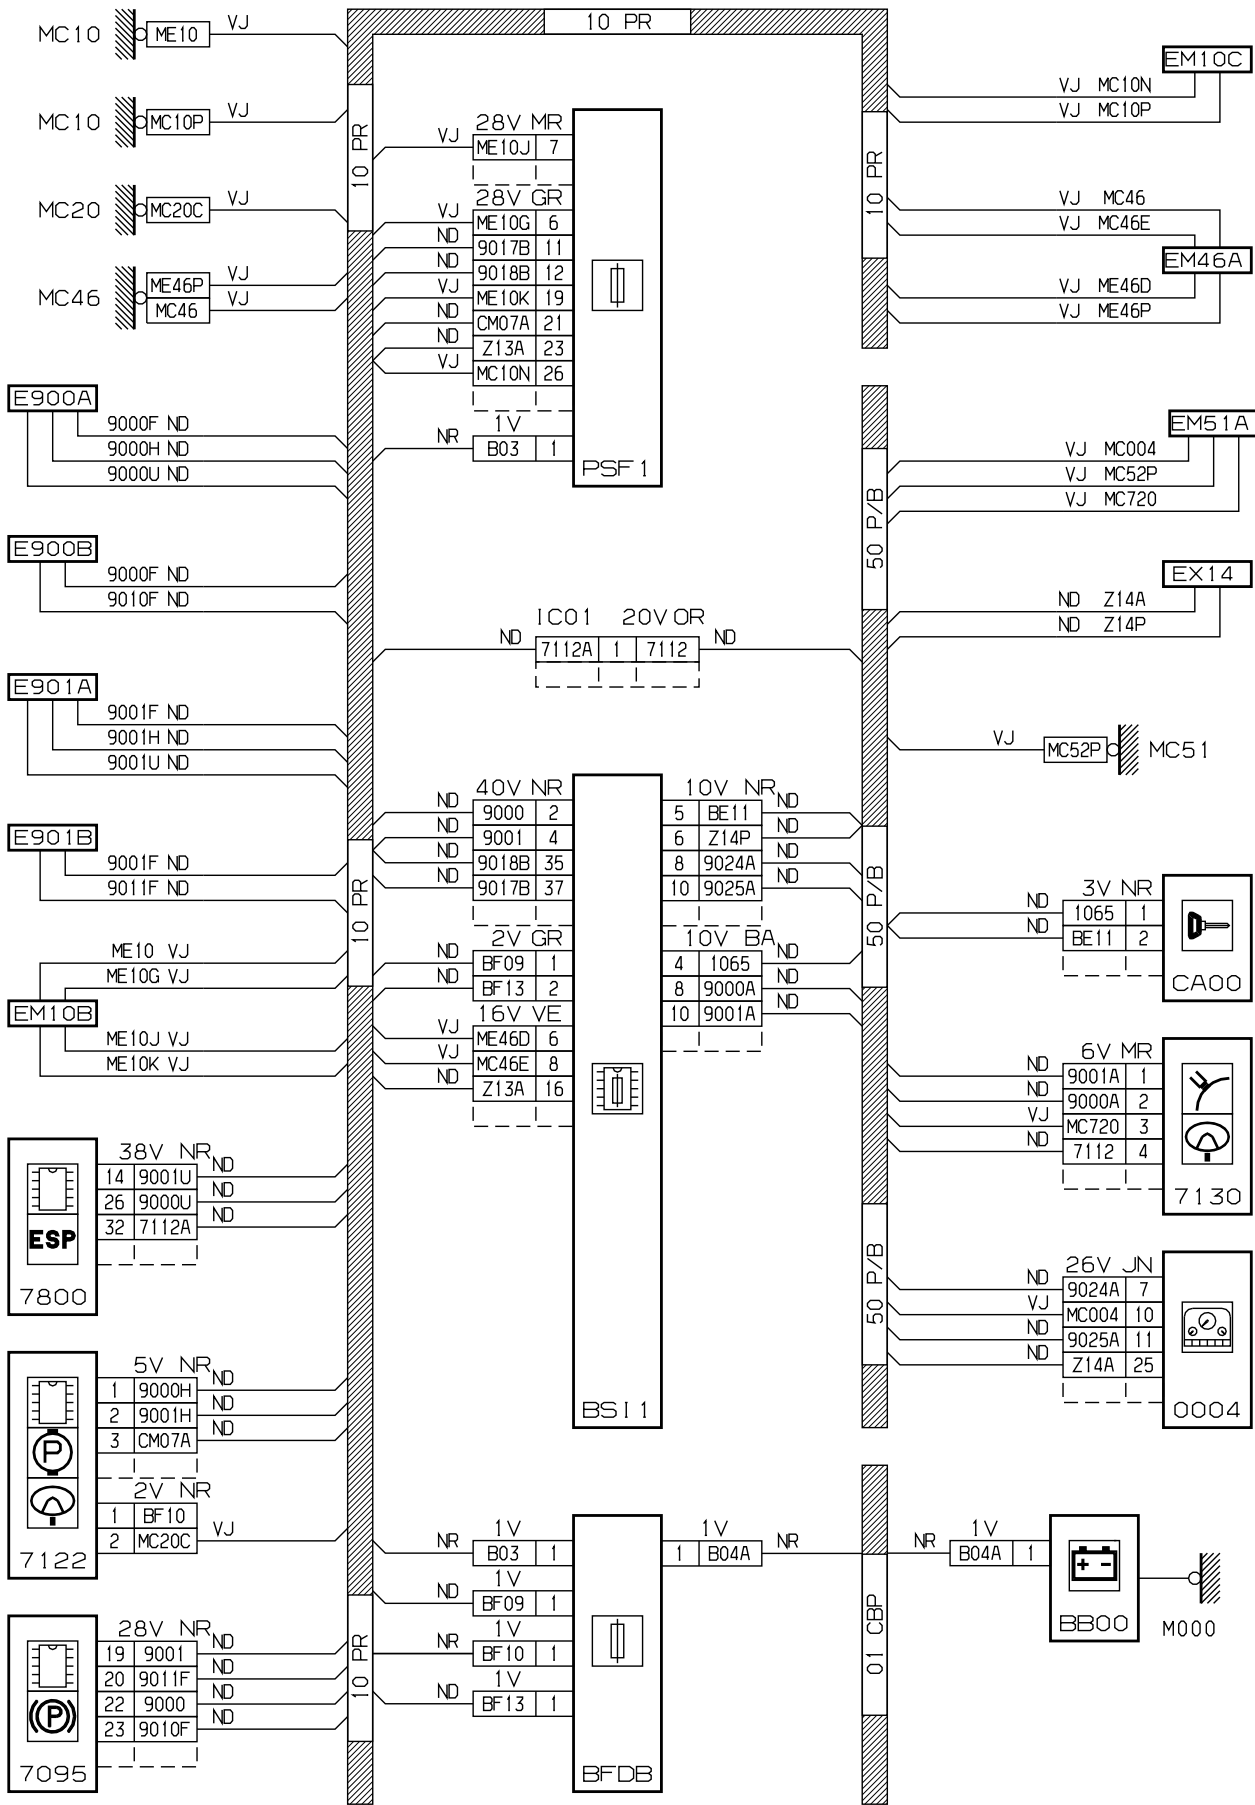 10 PR
MC10 ME10 VJ
MC10 MC10P VJ
MC20 MC20C VJ
MC46 ME46P VJ
MC46 VJ
10 PR
E900A
9000F ND
9000H ND
9000U ND
E900B
9000F ND
9010F ND
E901A
9001F ND
9001H ND
9001U ND
E901B
9001F ND
9011F ND
10 PR
ME10 VJ
ME10G VJ
EM10B
ME10J VJ
ME10K VJ
38V NR
14 9001U ND
26 9000U ND
32 7112A ND
ESP
7800
5V NR
1 9000H ND
2 9001H ND
3 CM07A ND
P
2V NR
1 BF10
2 MC20C VJ
7122
28V NR
19 9001 ND
20 9011F ND
22 9000 ND
23 9010F ND
P
7095
10 PR
28V MR
VJ ME10J 7
28V GR
VJ ME10G 6
ND 9017B 11
ND 9018B 12
VJ ME10K 19
ND CM07A 21
ND Z13A 23
VJ MC10N 26
1V
NR B03 1
PSF1
IC01 20V OR
ND 7112A 1 7112 ND
40V NR
ND 9000 2
ND 9001 4
ND 9018B 35
ND 9017B 37
2V GR
ND BF09 1
ND BF13 2
16V VE
VJ ME46D 6
VJ MC46E 8
ND Z13A 16
10V NR
5 BE11 ND
6 Z14P ND
8 9024A ND
10 9025A ND
10V BA
4 1065 ND
8 9000A ND
10 9001A ND
BSI1
1V
NR B03 1
1V
ND BF09 1
1V
NR BF10 1
1V
ND BF13 1
1V
1 B04A NR
BFDB
EM10C
VJ MC10N
VJ MC10P
10 PR
VJ MC46
VJ MC46E
EM46A
VJ ME46D
VJ ME46P
EM51A
VJ MC004
VJ MC52P
VJ MC720
50 P/B
EX14
ND Z14A
ND Z14P
VJ MC52P MC51
50 P/B
3V NR
ND 1065 1
ND BE11 2
CA00
6V MR
ND 9001A 1
ND 9000A 2
VJ MC720 3
ND 7112 4
7130
50 P/B
26V JN
ND 9024A 7
VJ MC004 10
ND 9025A 11
ND Z14A 25
0004
01 CBP
1V
NR B04A 1
+ -
BB00
M000